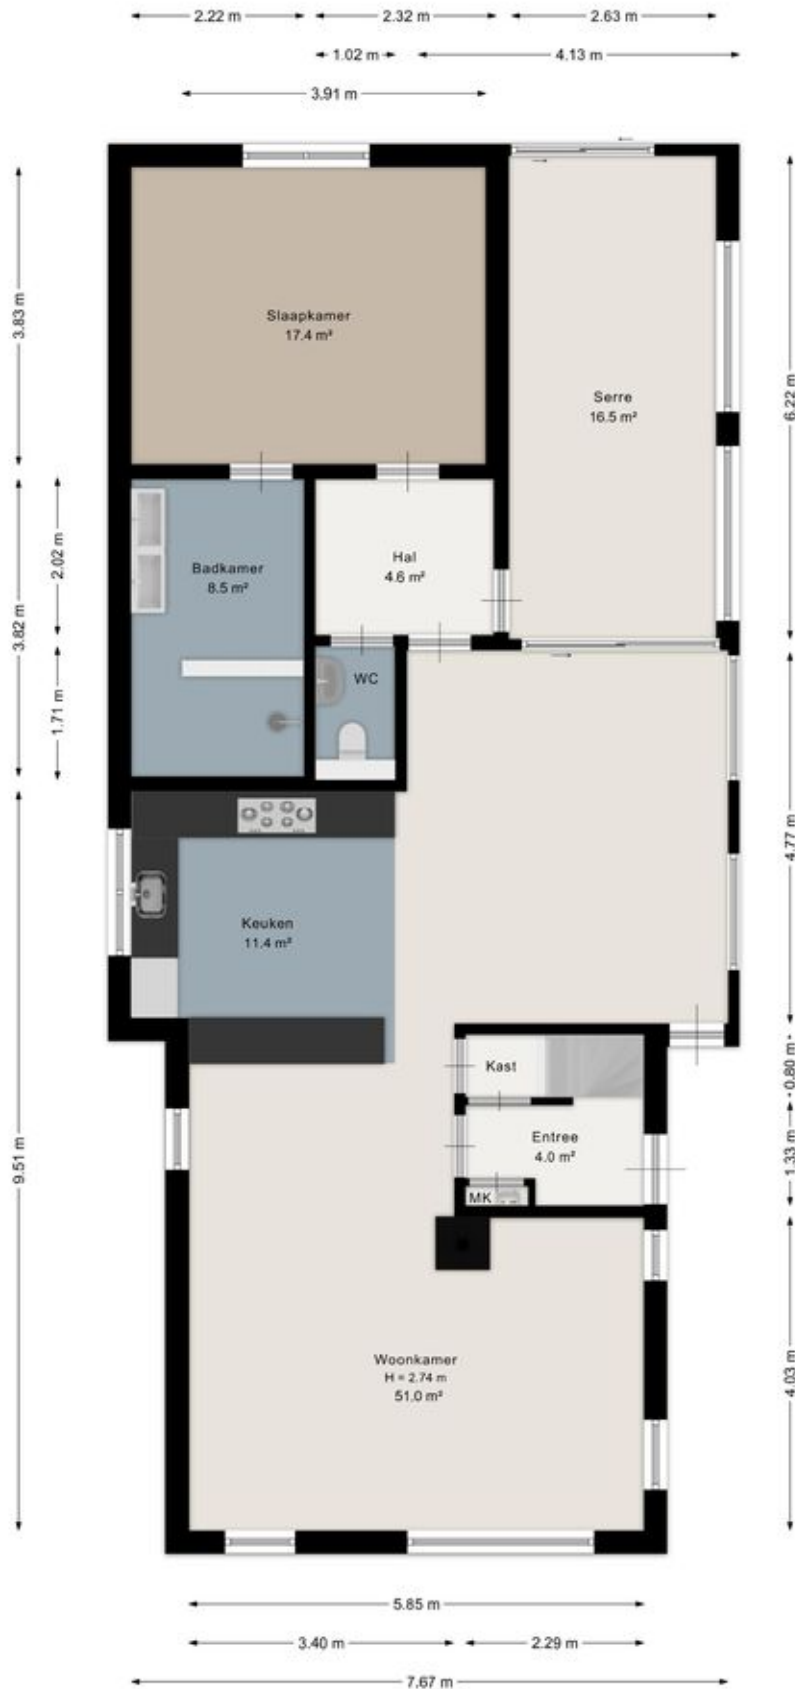 2.22 m
2.32 m
2.63 m
1.02 m
4.13 m
3.91 m
3.83 m
Slaapkamer
17.4 m²
Serre
16.5 m²
6.22 m
2.02 m
3.82 m
Badkamer
8.5 m²
Hal
4.6 m²
WC
1.71 m
4.77 m
Keuken
11.4 m²
Kast
0.80 m
Entree
4.0 m²
1.33 m
MK
9.51 m
Woonkamer
H = 2.74 m
51.0 m²
4.03 m
5.85 m
3.40 m
2.29 m
7.67 m